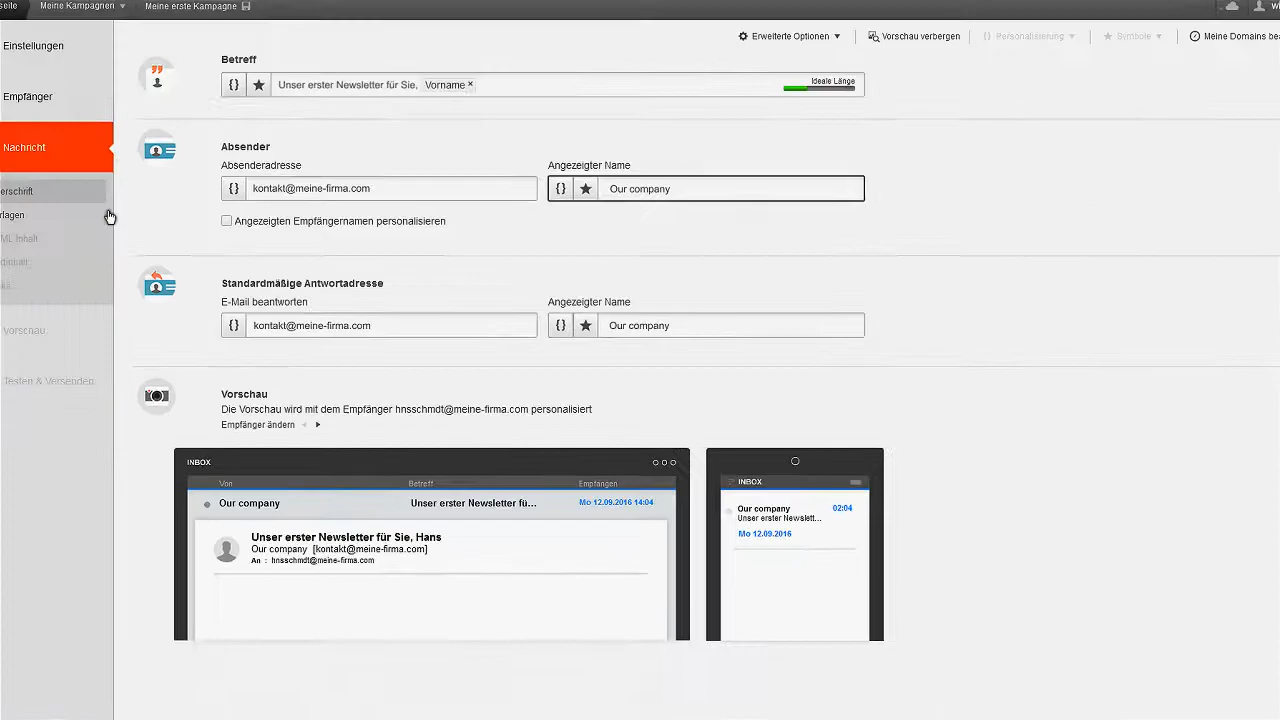 seite
Meine Kampagnen
Meine erste Kampagne
Einstellungen
Empfänger
Nachricht
erschrift
rlagen
ML Inhalt
Vorschau
Testen & Versenden
Erweiterte Optionen
Vorschau verbergen
{} Personalisierung
Symbole
Meine Domains bea
Betreff
{} ★ Unser erster Newsletter für Sie, Vorname ×
Ideale Länge
Absender
Absenderadresse
Angezeigter Name
{} kontakt@meine-firma.com
{} ★ Our company
Angezeigten Empfängernamen personalisieren
Standardmäßige Antwortadresse
E-Mail beantworten
Angezeigter Name
{} kontakt@meine-firma.com
{} ★ Our company
Vorschau
Die Vorschau wird mit dem Empfänger hnsschmdt@meine-firma.com personalisiert
Empfänger ändern
INBOX
Von Betreff Empfangen
Our company Unser erster Newsletter fü... Mo 12.09.2016 14:04
Unser erster Newsletter für Sie, Hans
Our company [kontakt@meine-firma.com]
An : hnsschmdt@meine-firma.com
INBOX
Our company 02:04
Unser erster Newslett...
Mo 12.09.2016